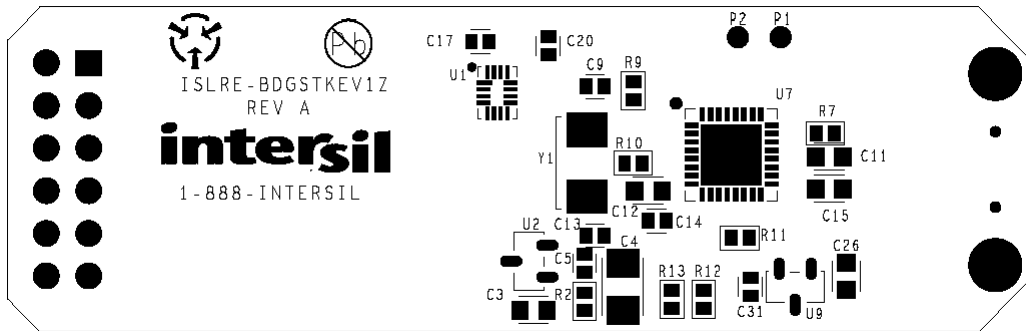 P2 P1
C17
C20
Pb
U1
C9
R9
ISLRE-BDGSTKEV1Z
REV A
U7
R7
intersil
Y1
R10
C11
1-888-INTERSIL
C12
C15
C13
C14
U2
R11
C4
C26
C5
R13
R12
C3
R2
C31
U9